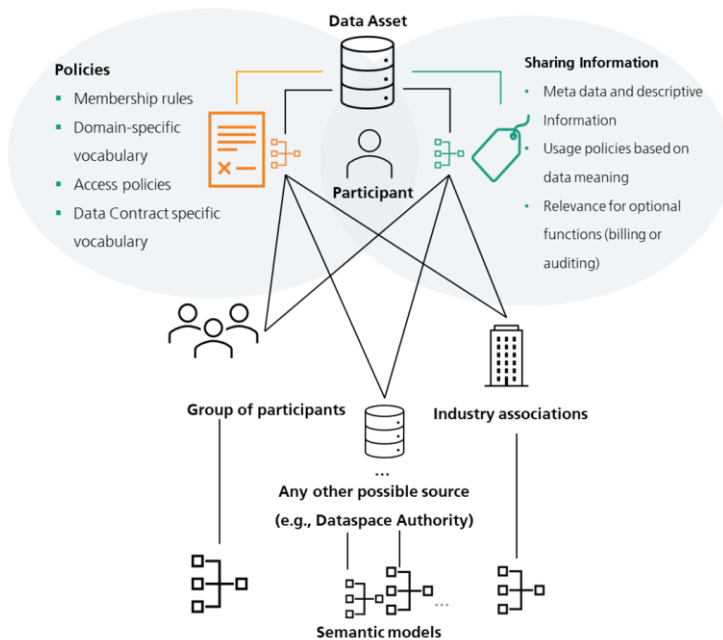 Data Asset
Policies
Membership rules
Domain-specific
vocabulary
Access policies
Data Contract specific
vocabulary
Sharing Information
Meta data and descriptive
Information
Usage policies based on
data meaning
Relevance for optional
functions (billing or
auditing)
Participant
Group of participants
Industry associations
...
Any other possible source
(e.g., Dataspace Authority)
...
Semantic models